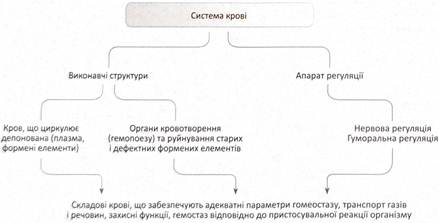 Система крові
Виконавчі структури
Апарат регуляції
Кров, що циркулює
депонована (плазма,
формені елементи)
Органи кровотворення
(гемопоезу) та руйнування старих
і дефектних формених елементів
Нервова регуляція
Гуморальна регуляція
Складові крові, що забезпечують адекватні параметри гомеостазу, транспорт газів
і речовин, захисні функції, гемостаз відповідно до пристосувальної реакції організму